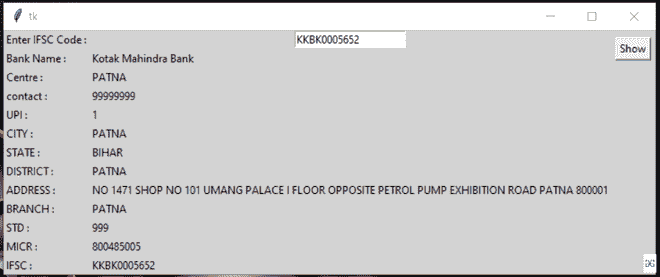 tk
Enter IFSC Code : KKBK0005652
Show
Bank Name : Kotak Mahindra Bank
Centre : PATNA
contact : 99999999
UPI : 1
CITY : PATNA
STATE : BIHAR
DISTRICT : PATNA
ADDRESS : NO 1471 SHOP NO 101 UMANG PALACE I FLOOR OPPOSITE PETROL PUMP EXHIBITION ROAD PATNA 800001
BRANCH : PATNA
STD : 999
MICR : 800485005
IFSC : KKBK0005652